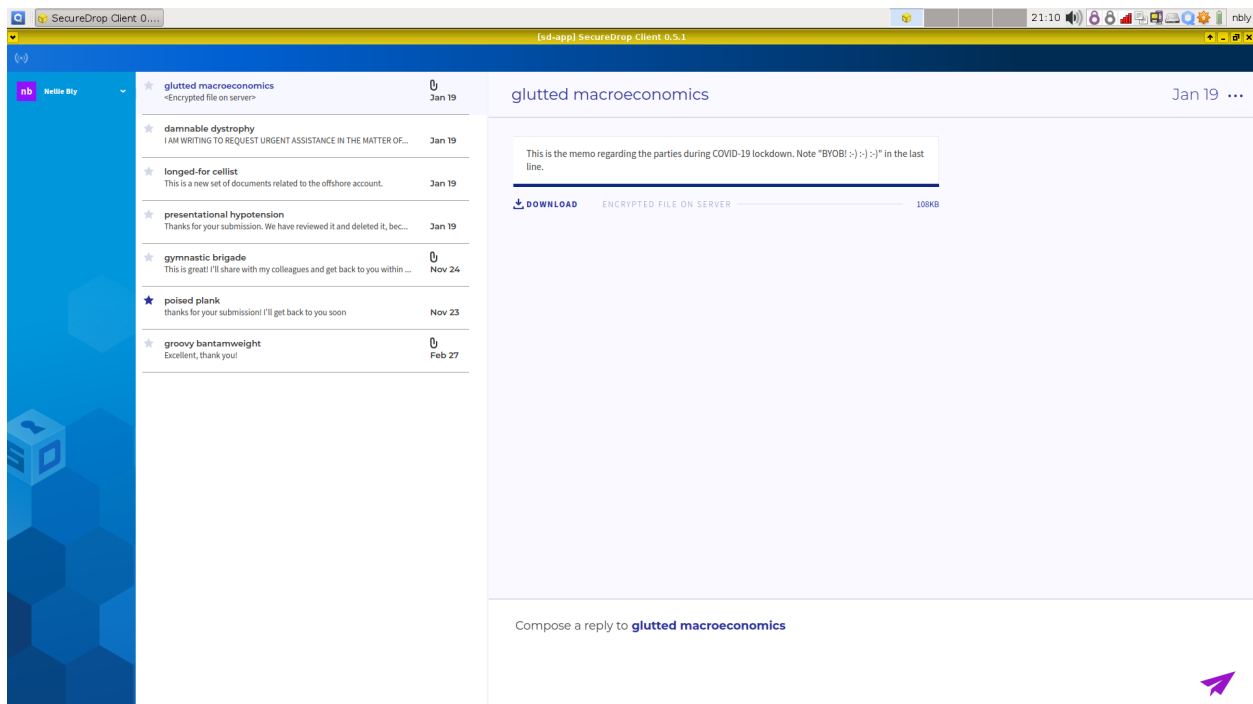 SecureDrop Client 0....
21:10
nbly
[sd-app] SecureDrop Client 0.5.1
nb Nellie Bly
glutted macroeconomics
<Encrypted file on server>
Jan 19
damnable dystrophy
I AM WRITING TO REQUEST URGENT ASSISTANCE IN THE MATTER OF...
Jan 19
longed-for cellist
This is a new set of documents related to the offshore account.
Jan 19
presentational hypotension
Thanks for your submission. We have reviewed it and deleted it, bec...
Jan 19
gymnastic brigade
This is great! I'll share with my colleagues and get back to you within ...
Nov 24
poised plank
thanks for your submission! I'll get back to you soon
Nov 23
groovy bantamweight
Excellent, thank you!
Feb 27
SD
glutted macroeconomics
Jan 19
This is the memo regarding the parties during COVID-19 lockdown. Note "BYOB! :-) :-) :-)" in the last
line.
DOWNLOAD ENCRYPTED FILE ON SERVER 108KB
Compose a reply to glutted macroeconomics